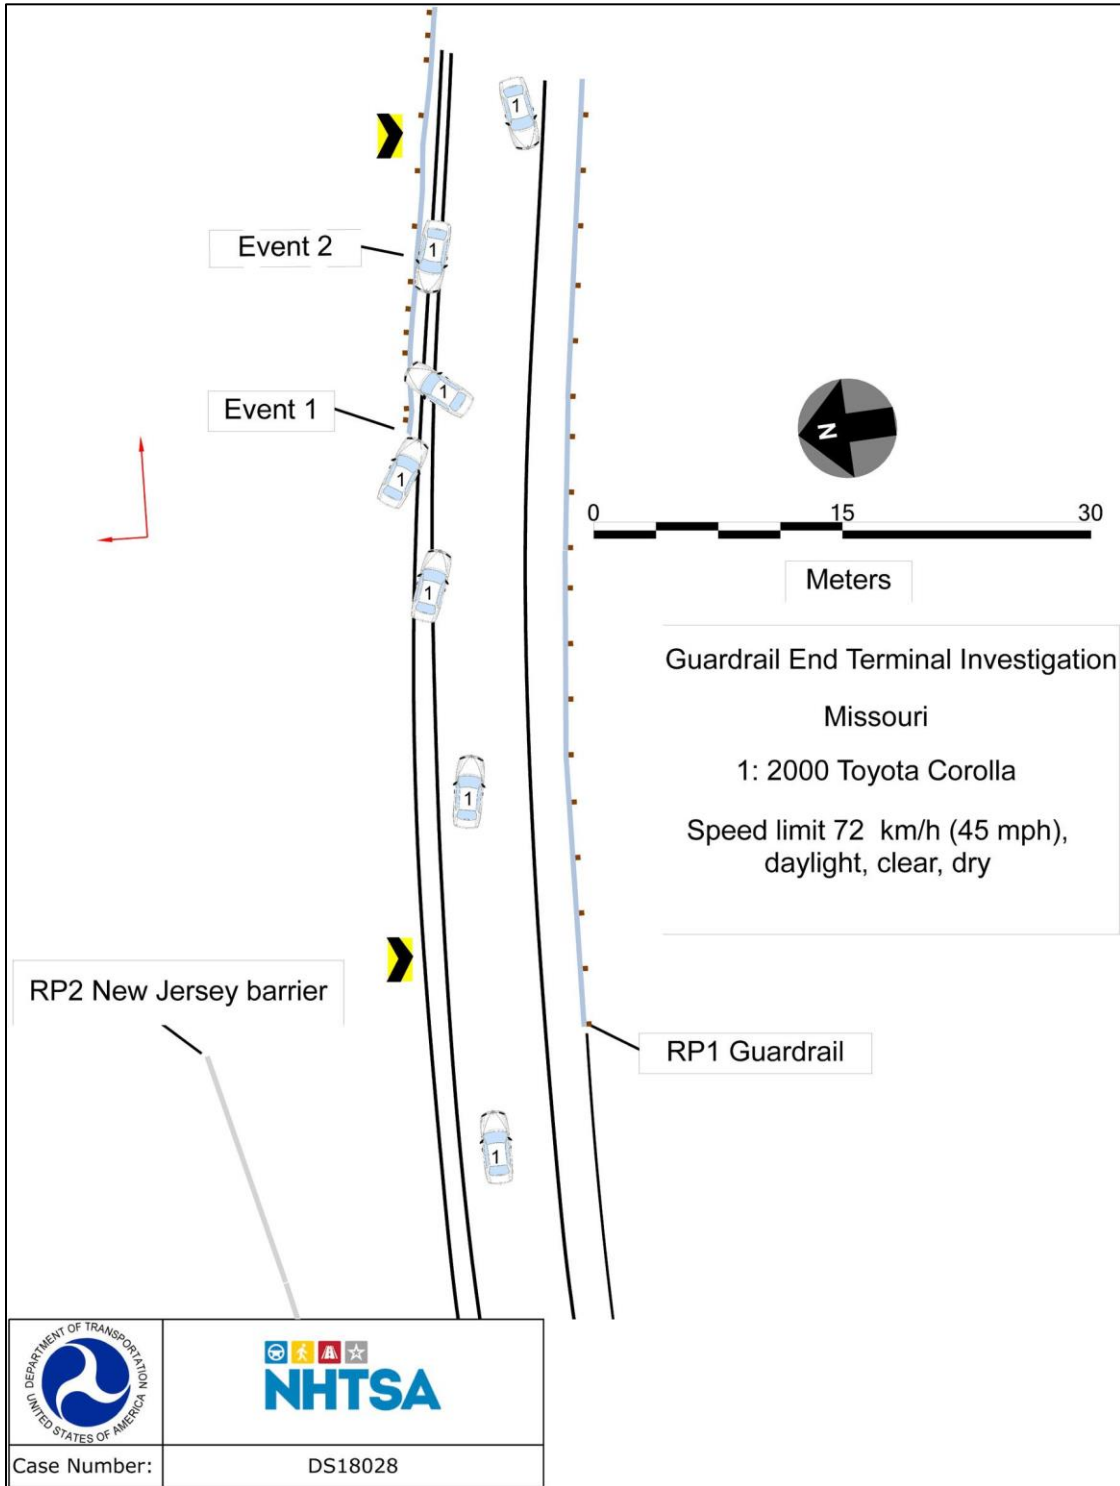 1
Event 2
1
1
Event 1
1
N
0 15 30
Meters
1
Guardrail End Terminal Investigation
Missouri
1: 2000 Toyota Corolla
Speed limit 72 km/h (45 mph),
daylight, clear, dry
1
RP2 New Jersey barrier
RP1 Guardrail
1
DEPARTMENT OF TRANSPORTATION
UNITED STATES OF AMERICA
NHTSA
Case Number: DS18028